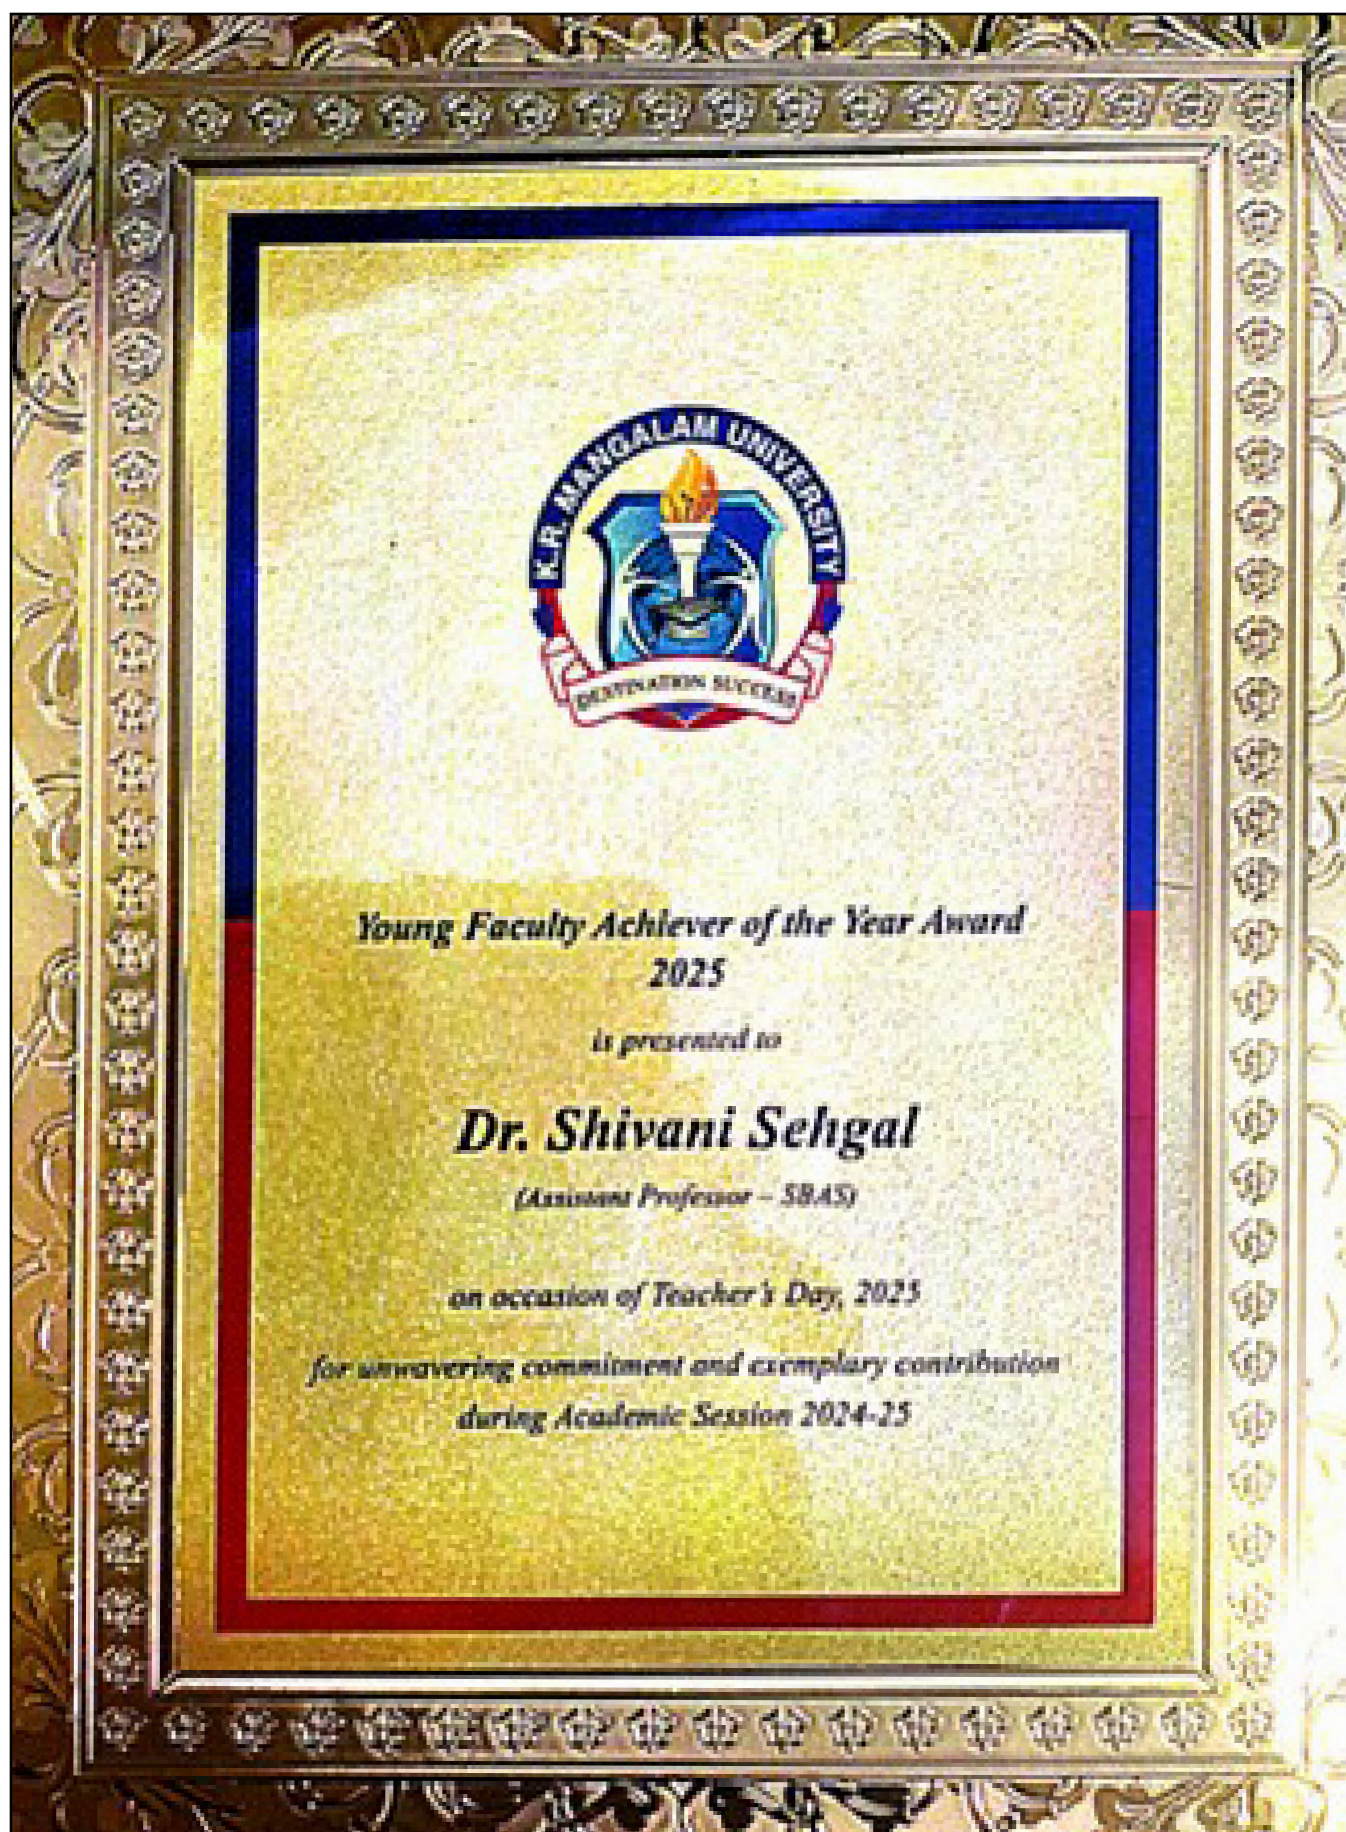 K.R. MANGALAM UNIVERSITY
DESTINATION SUCCESS
Young Faculty Achiever of the Year Award
2025
is presented to
Dr. Shivani Sehgal
(Assistant Professor – SBAS)
on occasion of Teacher's Day, 2025
for unwavering commitment and exemplary contribution
during Academic Session 2024-25